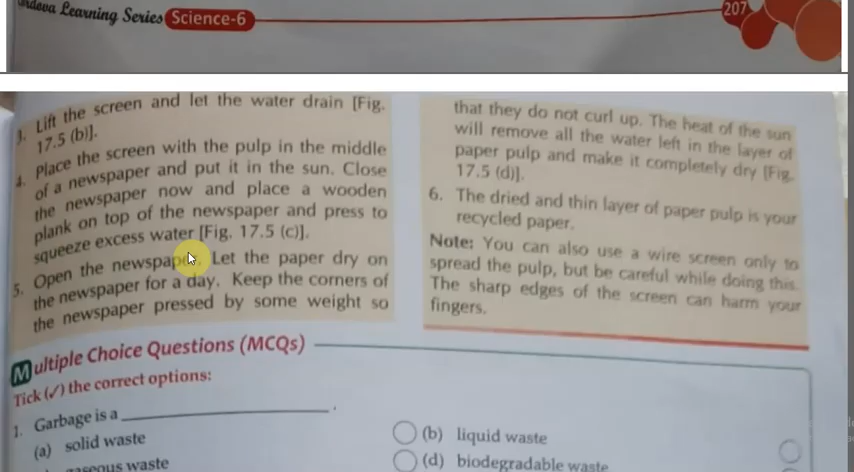 Learning Series Science-6
207
3. Lift the screen and let the water drain [Fig.
17.5 (b)].
4. Place the screen with the pulp in the middle
of a newspaper and put it in the sun. Close
the newspaper now and place a wooden
plank on top of the newspaper and press to
squeeze excess water [Fig. 17.5 (c)].
5. Open the newspaper. Let the paper dry on
the newspaper for a day. Keep the corners of
the newspaper pressed by some weight so
that they do not curl up. The heat of the sun
will remove all the water left in the layer of
paper pulp and make it completely dry [Fig.
17.5 (d)].
6. The dried and thin layer of paper pulp is your
recycled paper.
Note: You can also use a wire screen only to
spread the pulp, but be careful while doing this.
The sharp edges of the screen can harm your
fingers.
Multiple Choice Questions (MCQs)
Tick (✓) the correct options:
1. Garbage is a ____________.
(a) solid waste
(b) liquid waste
waste
(d) biodegradable waste